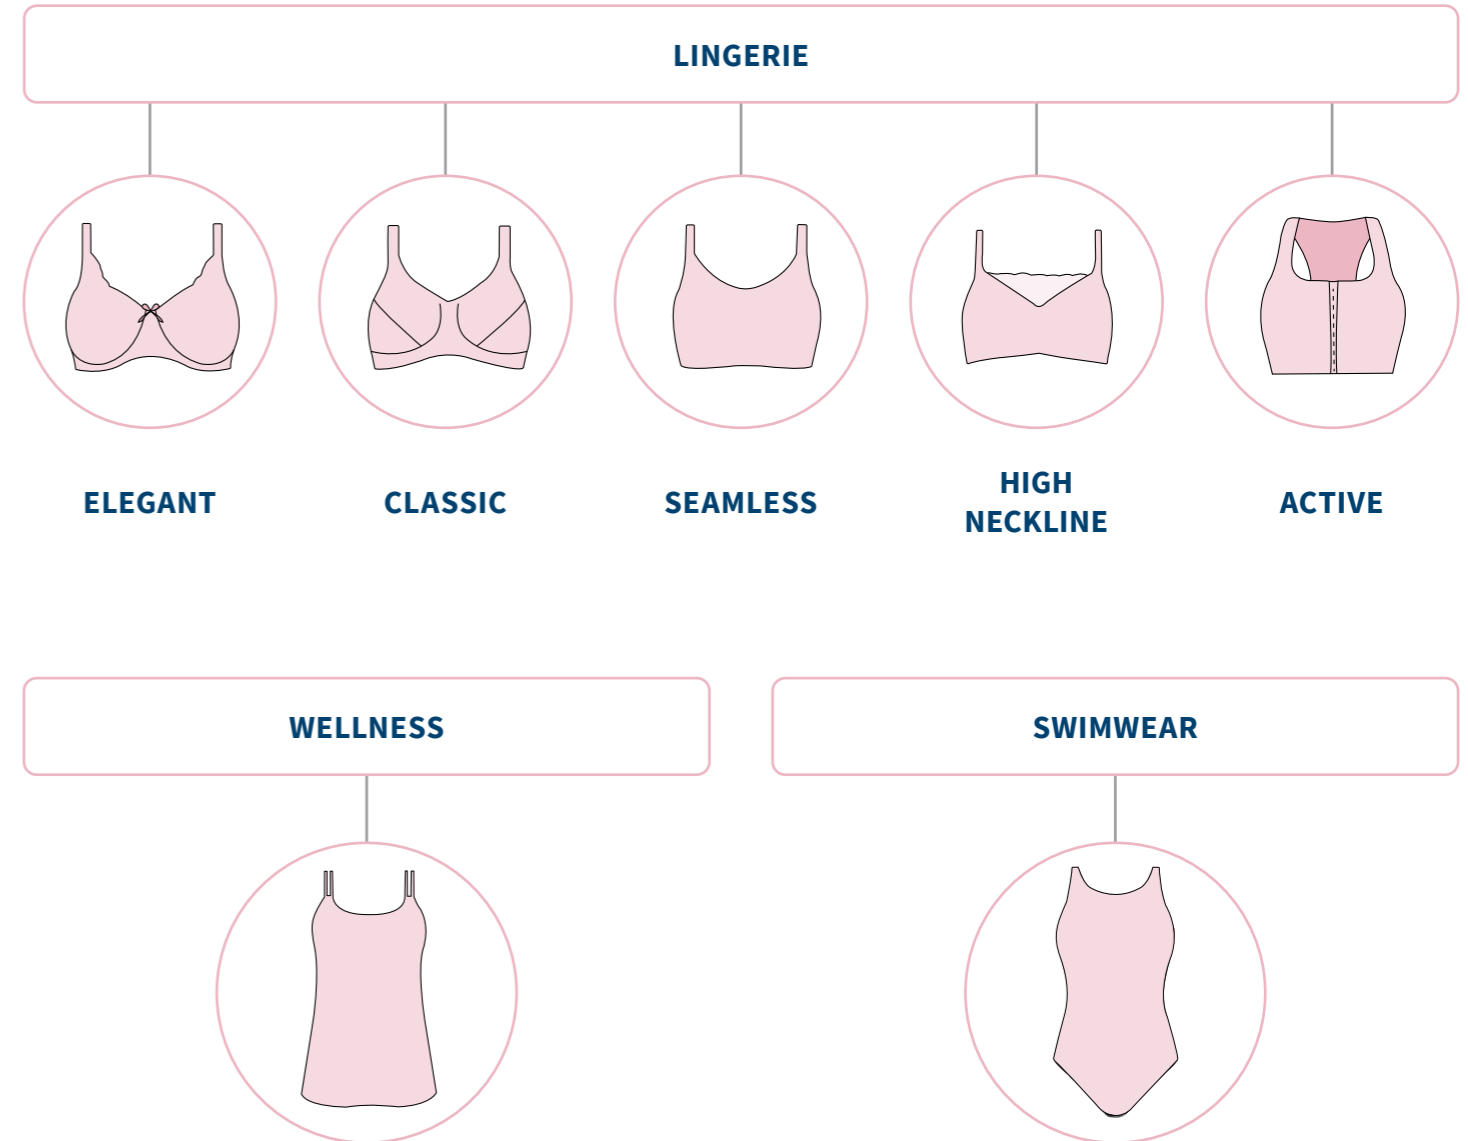 LINGERIE
ELEGANT
CLASSIC
SEAMLESS
HIGH
NECKLINE
ACTIVE
WELLNESS
SWIMWEAR